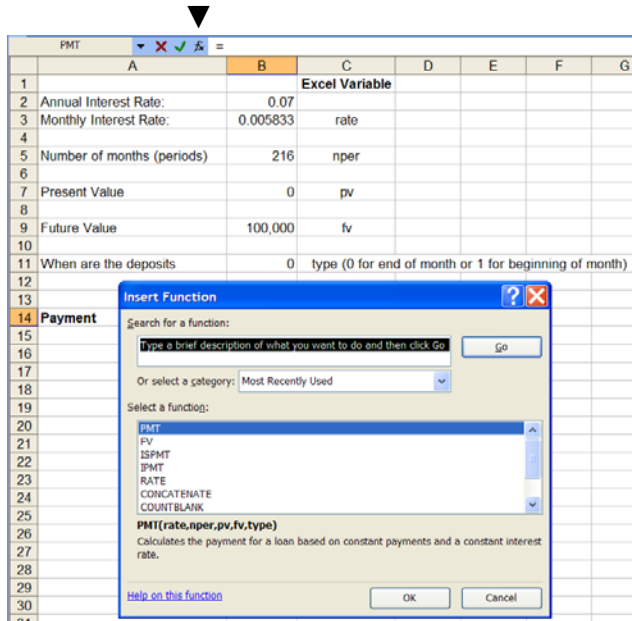 PMT fx =
A B C D E F G
1 Excel Variable
2 Annual Interest Rate: 0.07
3 Monthly Interest Rate: 0.005833 rate
4
5 Number of months (periods) 216 nper
6
7 Present Value 0 pv
8
9 Future Value 100,000 fv
10
11 When are the deposits 0 type (0 for end of month or 1 for beginning of month)
12
13
14 Payment
15
16
17
18
19
20
21
22
23
24
25
26
27
28
29
30
Insert Function
Search for a function:
Type a brief description of what you want to do and then click Go Go
Or select a category: Most Recently Used
Select a function:
PMT
FV
ISPMT
IPMT
RATE
CONCATENATE
COUNTBLANK
PMT(rate,nper,pv,fv,type)
Calculates the payment for a loan based on constant payments and a constant interest
rate.
Help on this function OK Cancel